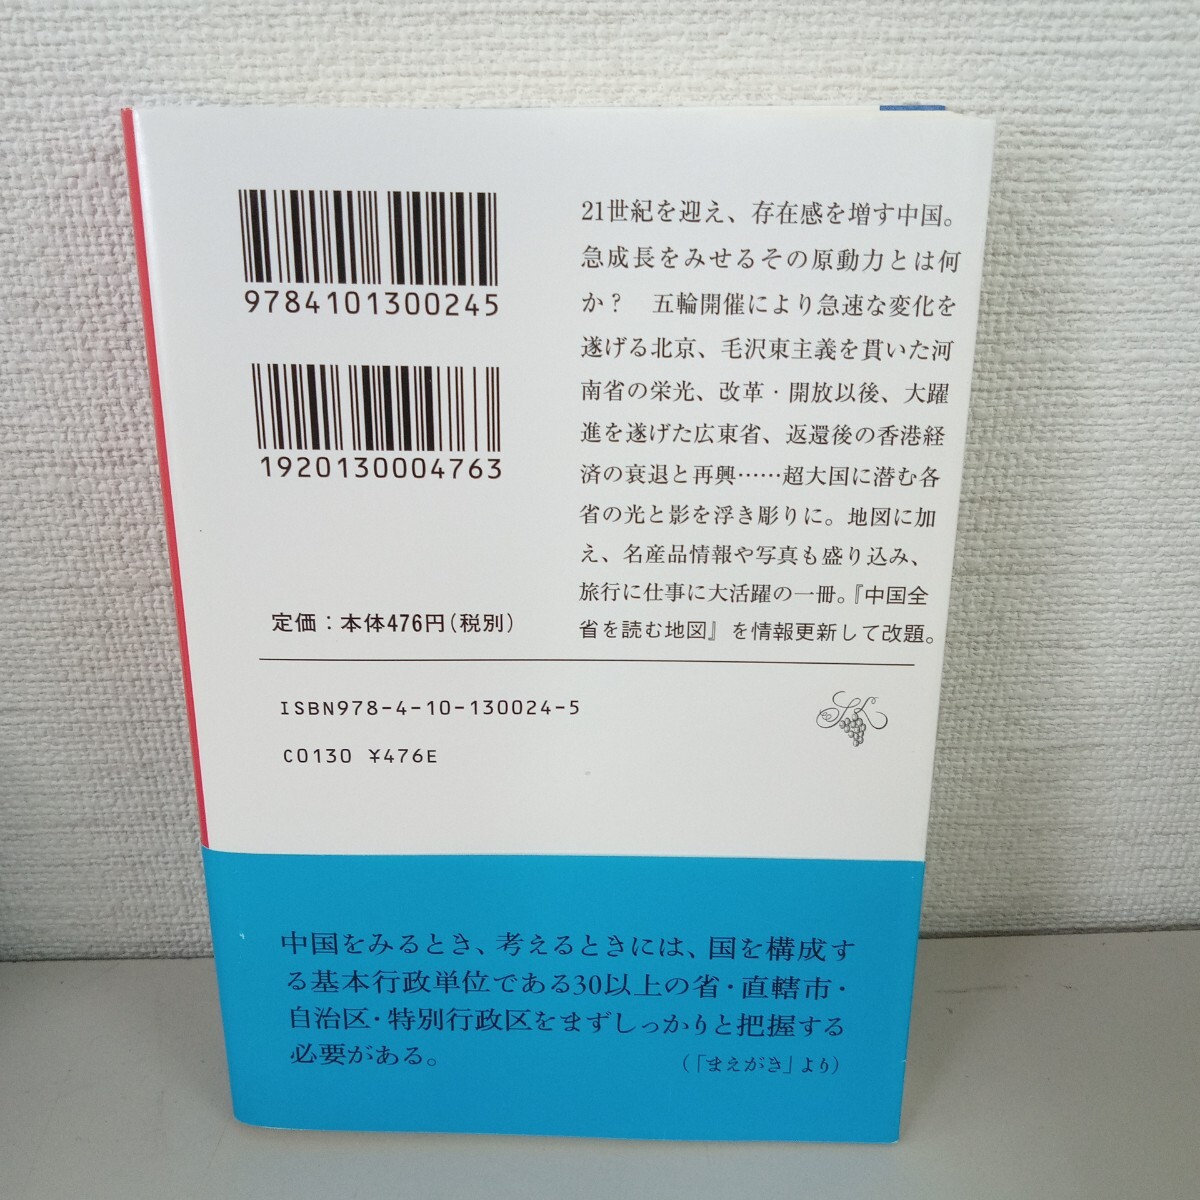 9784101300245
1920130004763
定価：本体476円（税別）
21世紀を迎え、存在感を増す中国。
急成長をみせるその原動力とは何
か？　五輪開催により急速な変化を
遂げる北京、毛沢東主義を貫いた河
南省の栄光、改革・開放以後、大躍
進を遂げた広東省、返還後の香港経
済の衰退と再興……超大国に潜む各
省の光と影を浮き彫りに。地図に加
え、名産品情報や写真も盛り込み、
旅行に仕事に大活躍の一冊。『中国全
省を読む地図』を情報更新して改題。
ISBN978-4-10-130024-5
C0130 ¥476E
SK
中国をみるとき、考えるときには、国を構成す
る基本行政単位である30以上の省・直轄市・
自治区・特別行政区をまずしっかりと把握する
必要がある。
（「まえがき」より）